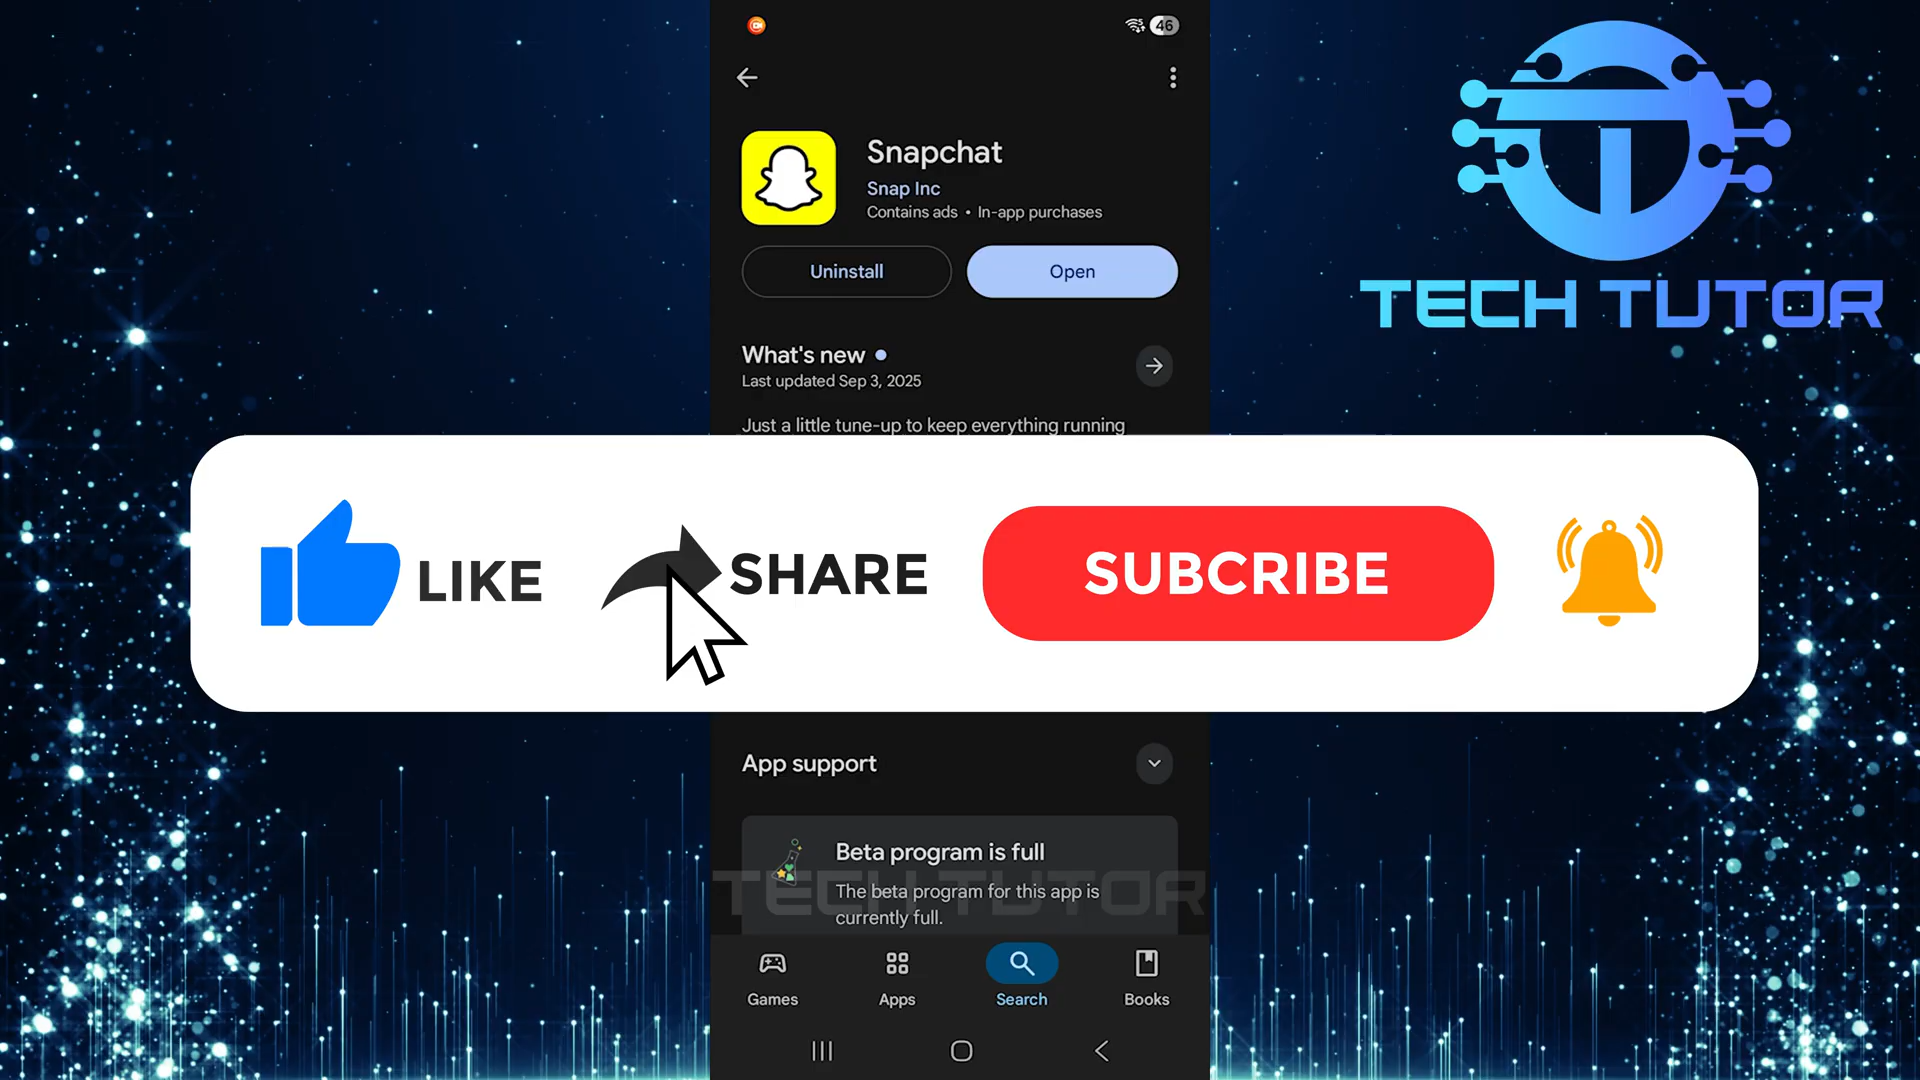 46
Snapchat
Snap Inc
Contains ads • In-app purchases
Uninstall
Open
TECH TUTOR
What's new
Last updated Sep 3, 2025
Just a little tune-up to keep everything running
LIKE
SHARE
SUBCRIBE
App support
Beta program is full
The beta program for this app is
currently full.
TECH TUTOR
Games
Apps
Search
Books